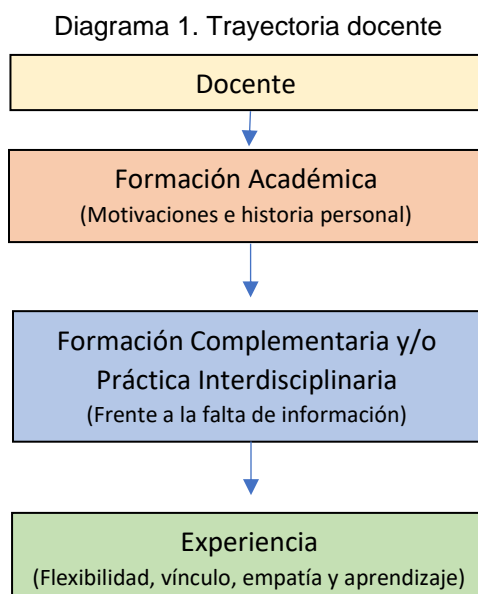 Diagrama 1. Trayectoria docente
Docente
Formación Académica
(Motivaciones e historia personal)
Formación Complementaria y/o
Práctica Interdisciplinaria
(Frente a la falta de información)
Experiencia
(Flexibilidad, vínculo, empatía y aprendizaje)